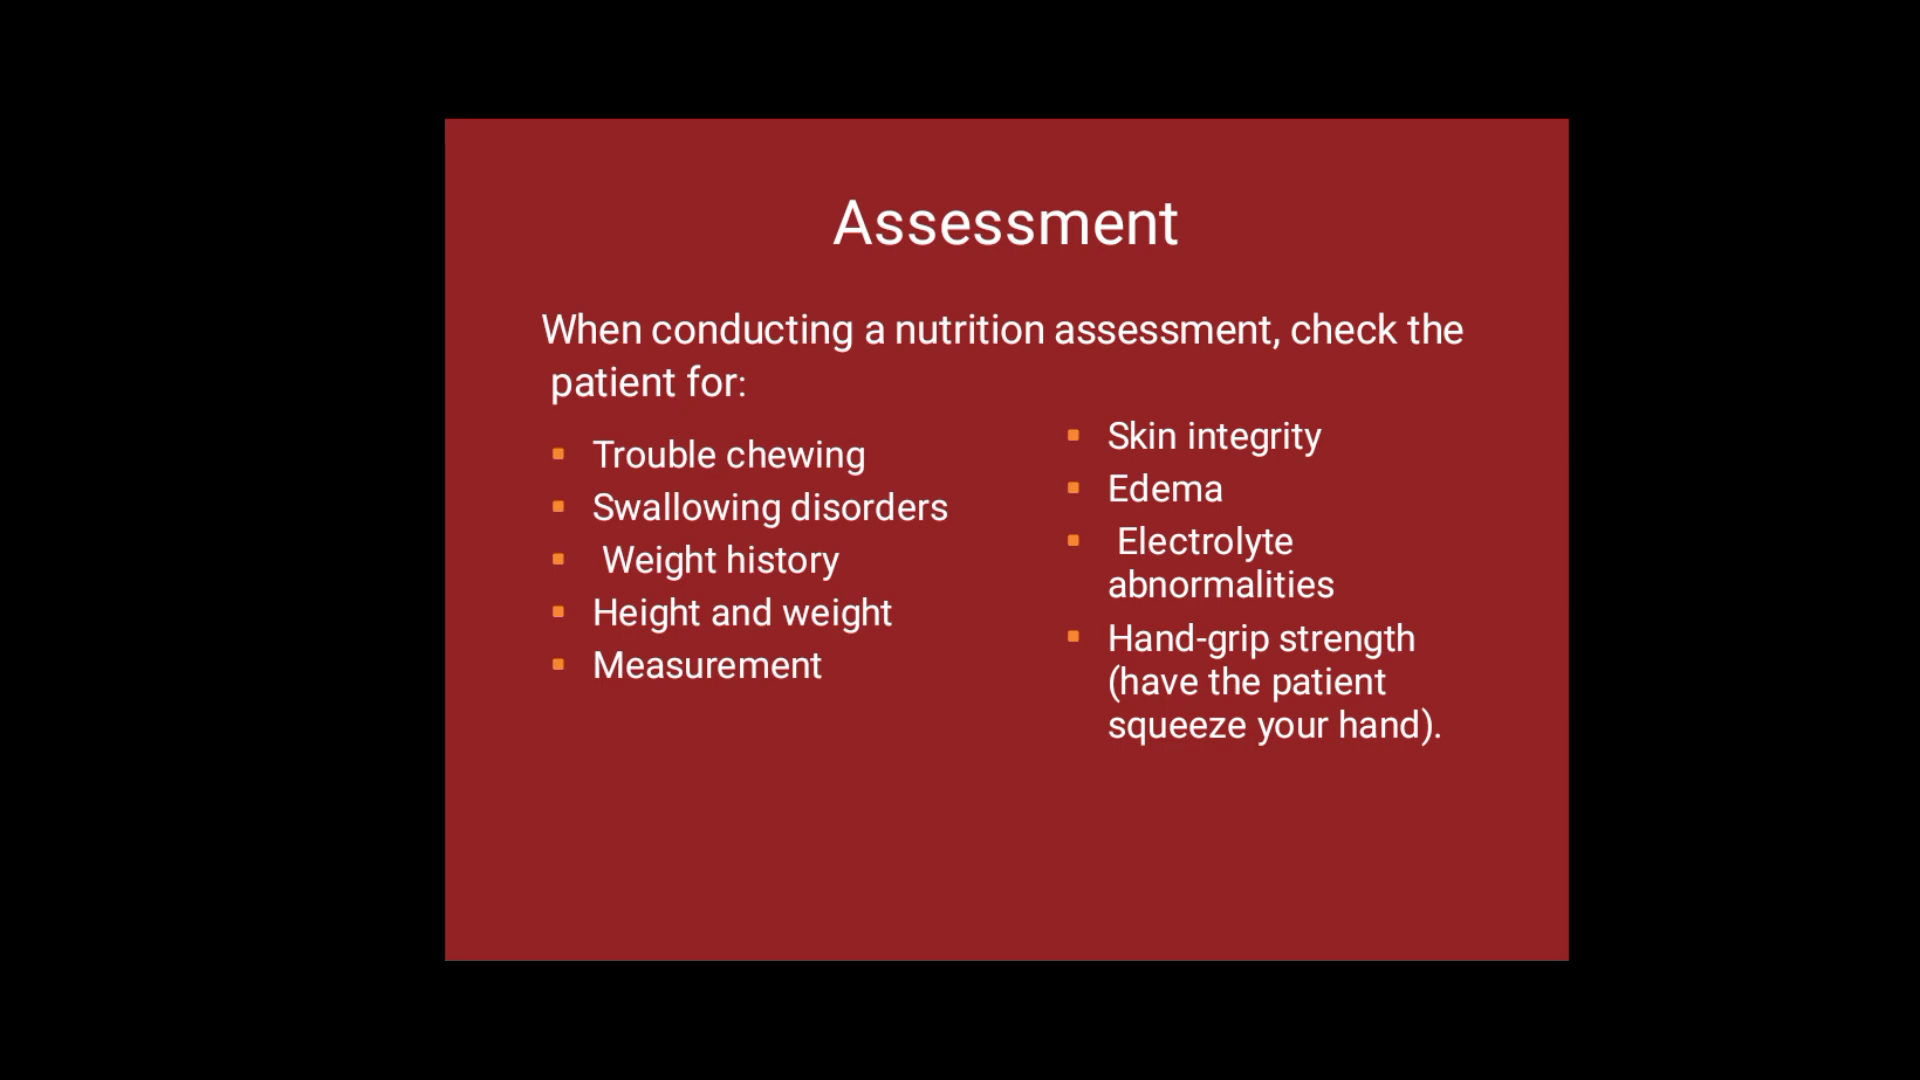 Assessment
When conducting a nutrition assessment, check the
patient for:
▪ Trouble chewing
▪ Swallowing disorders
▪ Weight history
▪ Height and weight
▪ Measurement
▪ Skin integrity
▪ Edema
▪ Electrolyte
abnormalities
▪ Hand-grip strength
(have the patient
squeeze your hand).